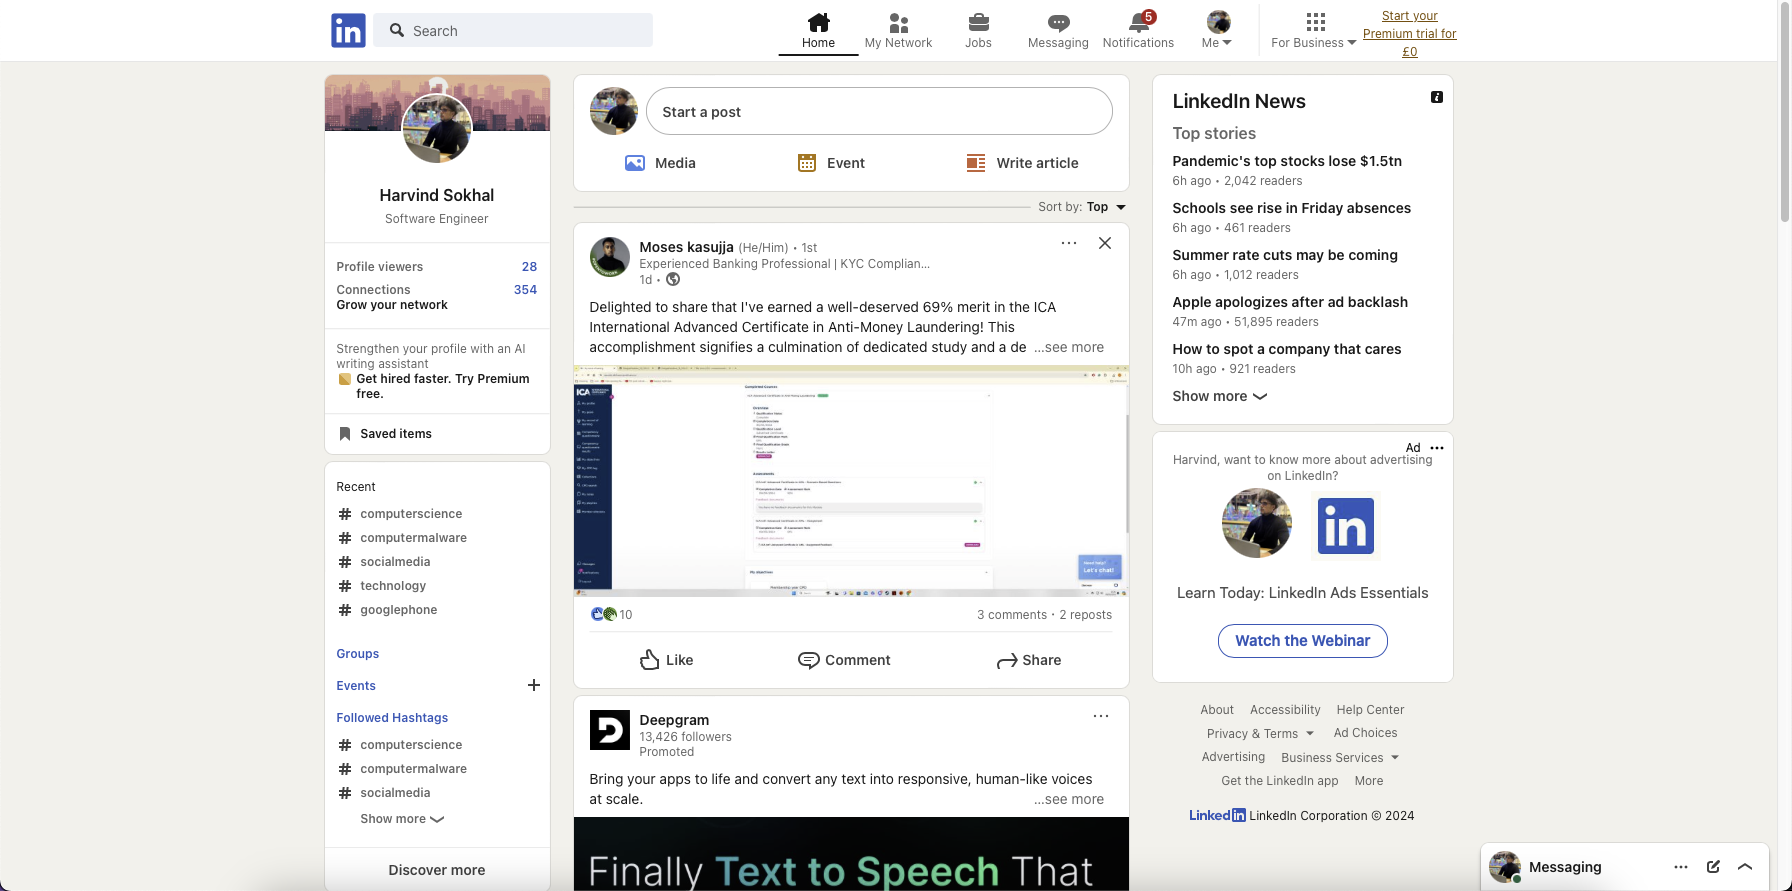 in
Search
Home
My Network
Jobs
Messaging
5
Notifications
Me
For Business
Start your
Premium trial for
£0
Harvind Sokhal
Software Engineer
Profile viewers 28
Connections 354
Grow your network
Strengthen your profile with an AI
writing assistant
Get hired faster. Try Premium
free.
Saved items
Recent
# computerscience
# computermalware
# socialmedia
# technology
# googlephone
Groups
Events
Followed Hashtags
# computerscience
# computermalware
# socialmedia
Show more
Discover more
Start a post
Media
Event
Write article
Sort by: Top
Moses kasujja (He/Him) • 1st
Experienced Banking Professional | KYC Complian...
1d •
Delighted to share that I've earned a well-deserved 69% merit in the ICA
International Advanced Certificate in Anti-Money Laundering! This
accomplishment signifies a culmination of dedicated study and a de ...see more
ICA
Need help?
Let's chat!
10
3 comments • 2 reposts
Like
Comment
Share
Deepgram
13,426 followers
Promoted
Bring your apps to life and convert any text into responsive, human-like voices
at scale. ...see more
Finally Text to Speech That
LinkedIn News
Top stories
Pandemic's top stocks lose $1.5tn
6h ago • 2,042 readers
Schools see rise in Friday absences
6h ago • 461 readers
Summer rate cuts may be coming
6h ago • 1,012 readers
Apple apologizes after ad backlash
47m ago • 51,895 readers
How to spot a company that cares
10h ago • 921 readers
Show more
Ad
Harvind, want to know more about advertising
on LinkedIn?
in
Learn Today: LinkedIn Ads Essentials
Watch the Webinar
About Accessibility Help Center
Privacy & Terms Ad Choices
Advertising Business Services
Get the LinkedIn app More
LinkedIn LinkedIn Corporation © 2024
Messaging